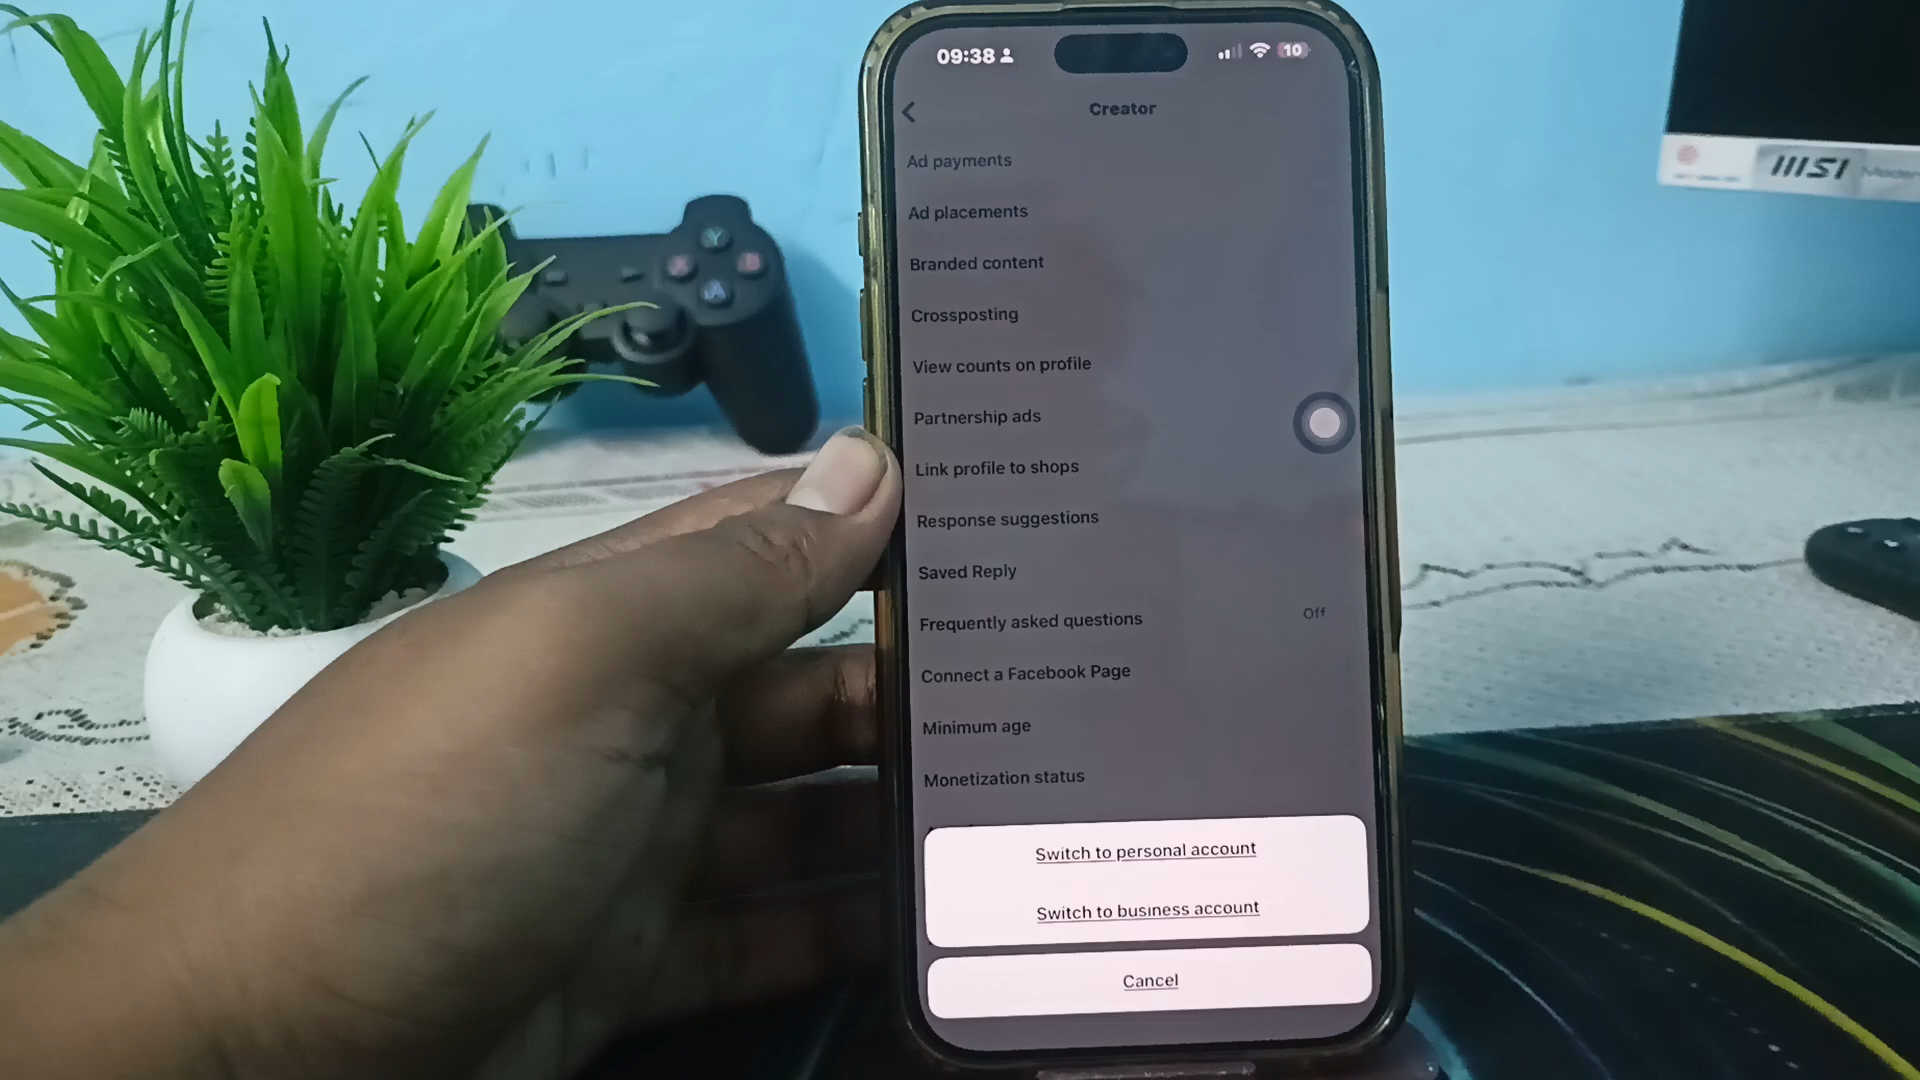 09:38
10
Creator
Ad payments
Ad placements
Branded content
Crossposting
View counts on profile
Partnership ads
Link profile to shops
Response suggestions
Saved Reply
Frequently asked questions Off
Connect a Facebook Page
Minimum age
Monetization status
Switch to personal account
Switch to business account
Cancel
msi
Y
X
B
A